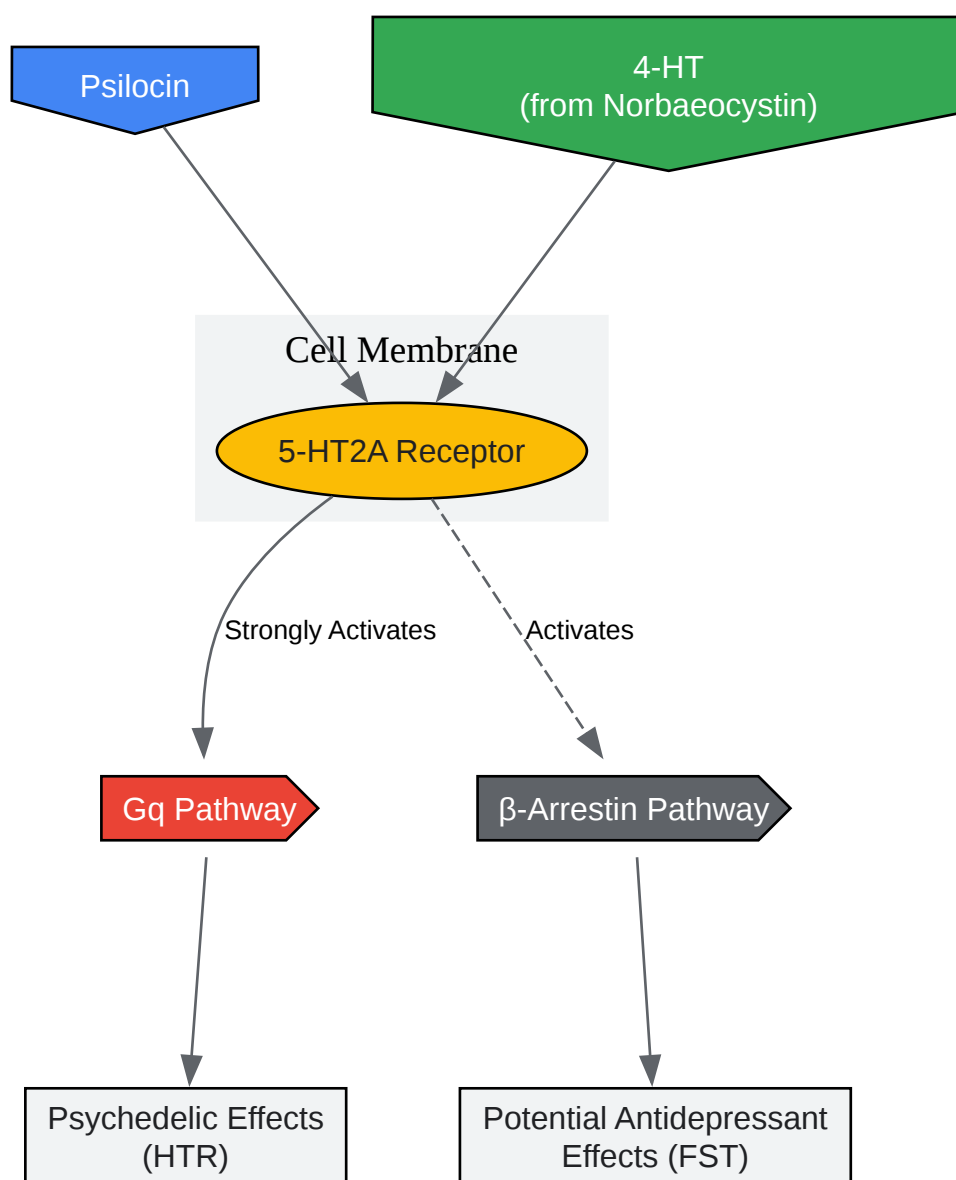 Psilocin
4-HT
(from Norbaeocystin)
Cell Membrane
5-HT2A Receptor
Strongly Activates
Activates
Gq Pathway
β-Arrestin Pathway
Psychedelic Effects
(HTR)
Potential Antidepressant
Effects (FST)